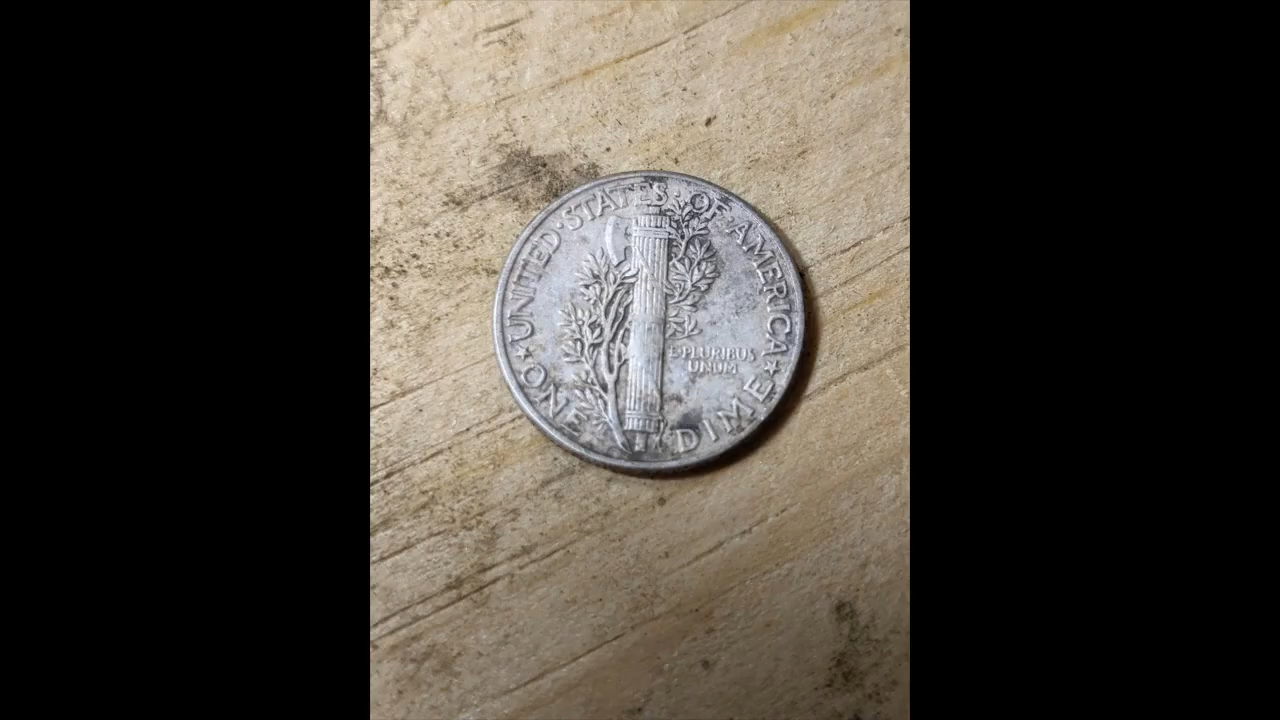 UNITED·STATES·OF·AMERICA
E·PLURIBUS
UNUM
★ONE DIME★